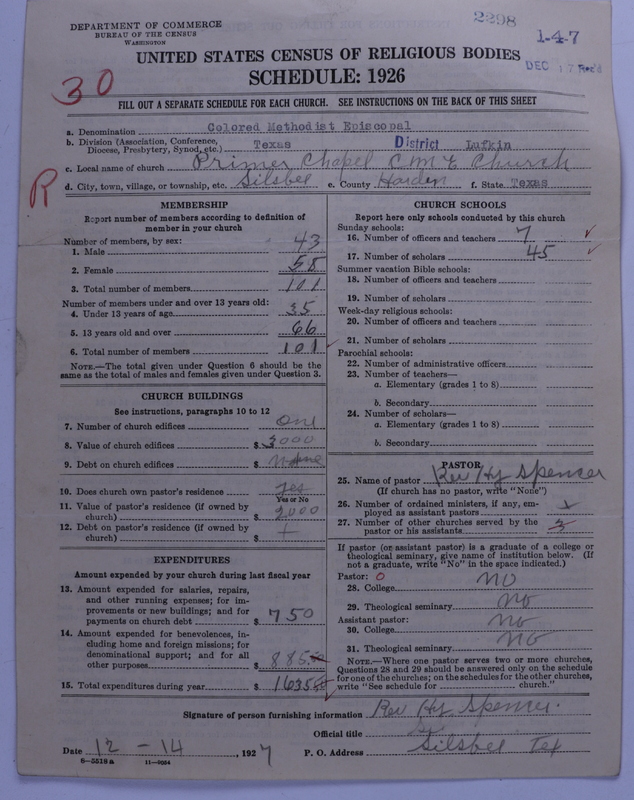 2298
DEPARTMENT OF COMMERCE
BUREAU OF THE CENSUS
WASHINGTON
1-4-7
DEC 17 Rec'd
UNITED STATES CENSUS OF RELIGIOUS BODIES
SCHEDULE: 1926
30
FILL OUT A SEPARATE SCHEDULE FOR EACH CHURCH. SEE INSTRUCTIONS ON THE BACK OF THIS SHEET
a. Denomination Colored Methodist Episcopal
b. Division (Association, Conference, Diocese, Presbytery, Synod, etc.) Texas District Lufkin
c. Local name of church Primer Chapel C M E Church
R
d. City, town, village, or township, etc. Silsbel e. County Harden f. State Texas
MEMBERSHIP
Report number of members according to definition of member in your church
Number of members, by sex:
1. Male 43
2. Female 58
3. Total number of members 101
Number of members under and over 13 years old:
4. Under 13 years of age 35
5. 13 years old and over 66
6. Total number of members 101
NOTE.—The total given under Question 6 should be the same as the total of males and females given under Question 3.
CHURCH BUILDINGS
See instructions, paragraphs 10 to 12
7. Number of church edifices one
8. Value of church edifices $ 3000
9. Debt on church edifices $ None
10. Does church own pastor's residence yes
Yes or No
11. Value of pastor's residence (if owned by church) $ 2000
12. Debt on pastor's residence (if owned by church) $
EXPENDITURES
Amount expended by your church during last fiscal year
13. Amount expended for salaries, repairs, and other running expenses; for improvements or new buildings; and for payments on church debt $ 750
14. Amount expended for benevolences, including home and foreign missions; for denominational support; and for all other purposes $ 885
15. Total expenditures during year $ 1635
CHURCH SCHOOLS
Report here only schools conducted by this church
Sunday schools:
16. Number of officers and teachers 7
17. Number of scholars 45
Summer vacation Bible schools:
18. Number of officers and teachers
19. Number of scholars
Week-day religious schools:
20. Number of officers and teachers
21. Number of scholars
Parochial schools:
22. Number of administrative officers
23. Number of teachers—
a. Elementary (grades 1 to 8)
b. Secondary
24. Number of scholars—
a. Elementary (grades 1 to 8)
b. Secondary
PASTOR
25. Name of pastor Rev Hy Spencer
(If church has no pastor, write "None")
26. Number of ordained ministers, if any, employed as assistant pastors
27. Number of other churches served by the pastor or his assistants 3
If pastor (or assistant pastor) is a graduate of a college or theological seminary, give name of institution below. (If not a graduate, write "No" in the space indicated.)
Pastor: 0
28. College no
29. Theological seminary no
Assistant pastor:
30. College no
31. Theological seminary no
NOTE.—Where one pastor serves two or more churches, Questions 28 and 29 should be answered only on the schedule for one of the churches; on the schedules for the other churches, write "See schedule for church."
Signature of person furnishing information Rev Hy Spencer.
Official title
Date 12 - 14, 1927 P. O. Address Silsbel Tex
8-5518a 11-9064